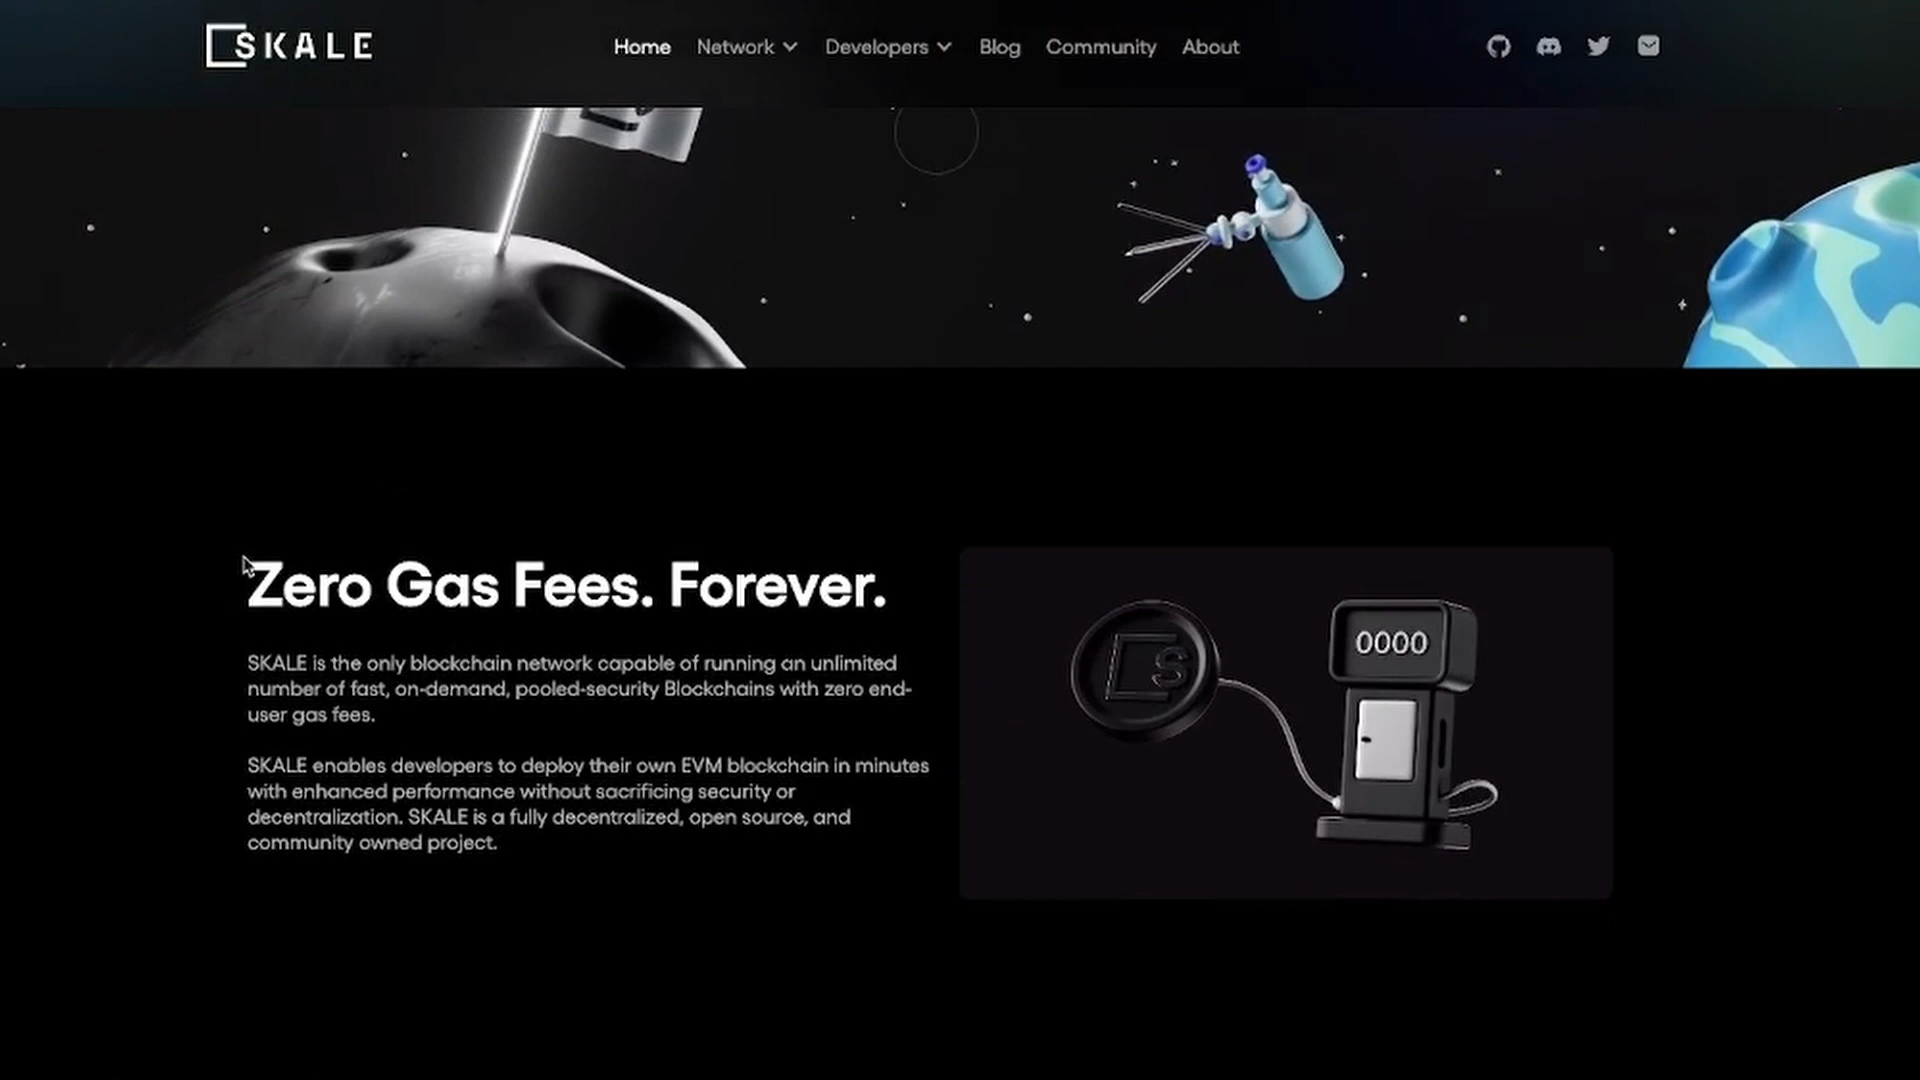 SKALE
Home Network Developers Blog Community About
Zero Gas Fees. Forever.
SKALE is the only blockchain network capable of running an unlimited
number of fast, on-demand, pooled-security Blockchains with zero end-
user gas fees.
SKALE enables developers to deploy their own EVM blockchain in minutes
with enhanced performance without sacrificing security or
decentralization. SKALE is a fully decentralized, open source, and
community owned project.
S
0000